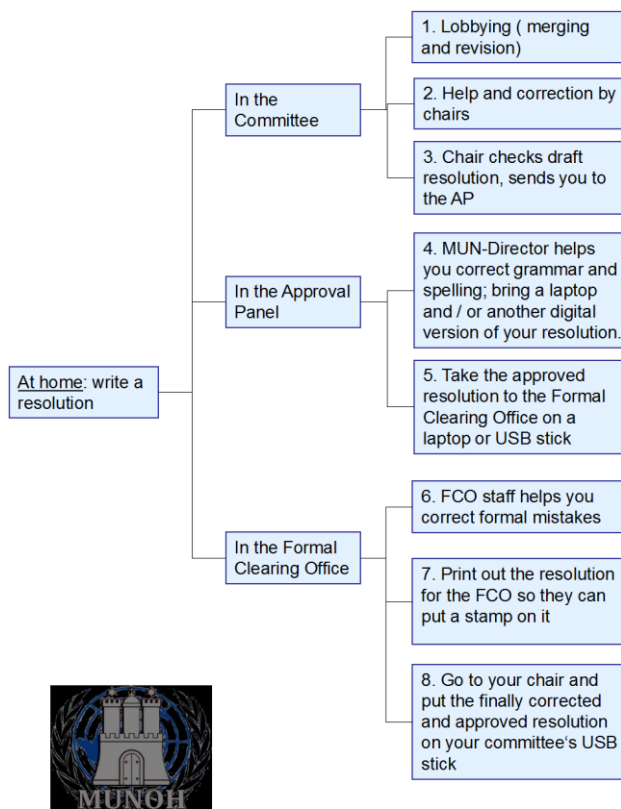 At home: write a
resolution
In the
Committee
1. Lobbying ( merging
and revision)
2. Help and correction by
chairs
3. Chair checks draft
resolution, sends you to
the AP
In the Approval
Panel
4. MUN-Director helps
you correct grammar and
spelling; bring a laptop
and / or another digital
version of your resolution.
5. Take the approved
resolution to the Formal
Clearing Office on a
laptop or USB stick
In the Formal
Clearing Office
6. FCO staff helps you
correct formal mistakes
7. Print out the resolution
for the FCO so they can
put a stamp on it
8. Go to your chair and
put the finally corrected
and approved resolution
on your committee‘s USB
stick
MUNOH